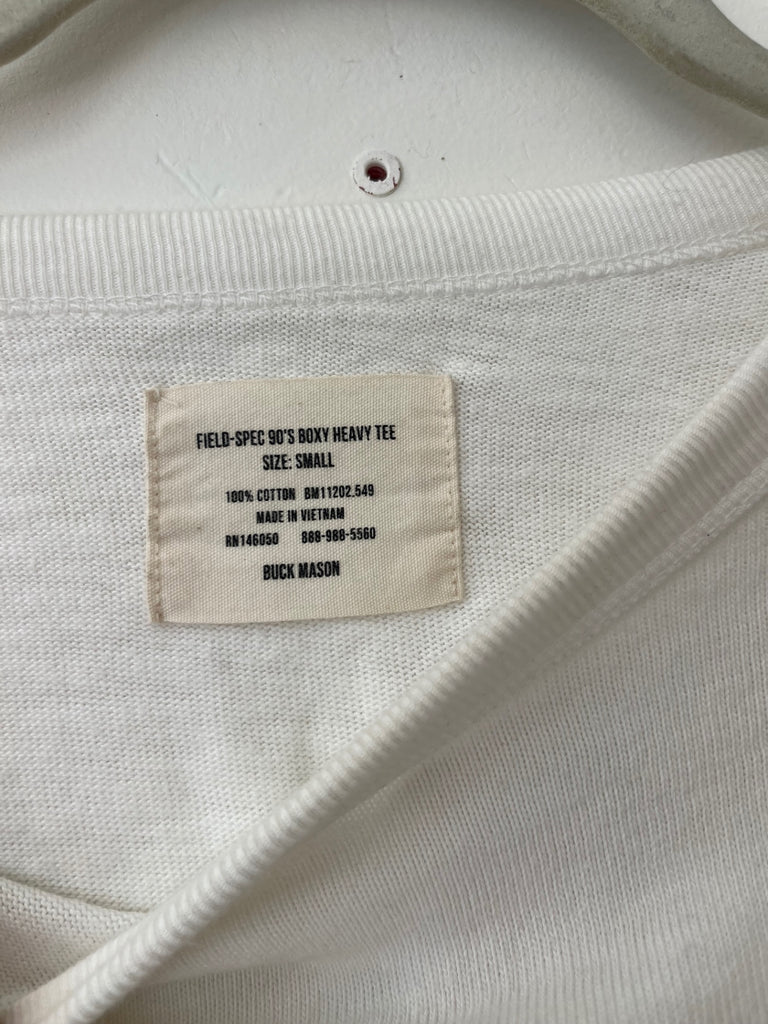 FIELD-SPEC 90'S BOXY HEAVY TEE
SIZE: SMALL
100% COTTON BM11202.549
MADE IN VIETNAM
RN146050 888-988-5560
BUCK MASON